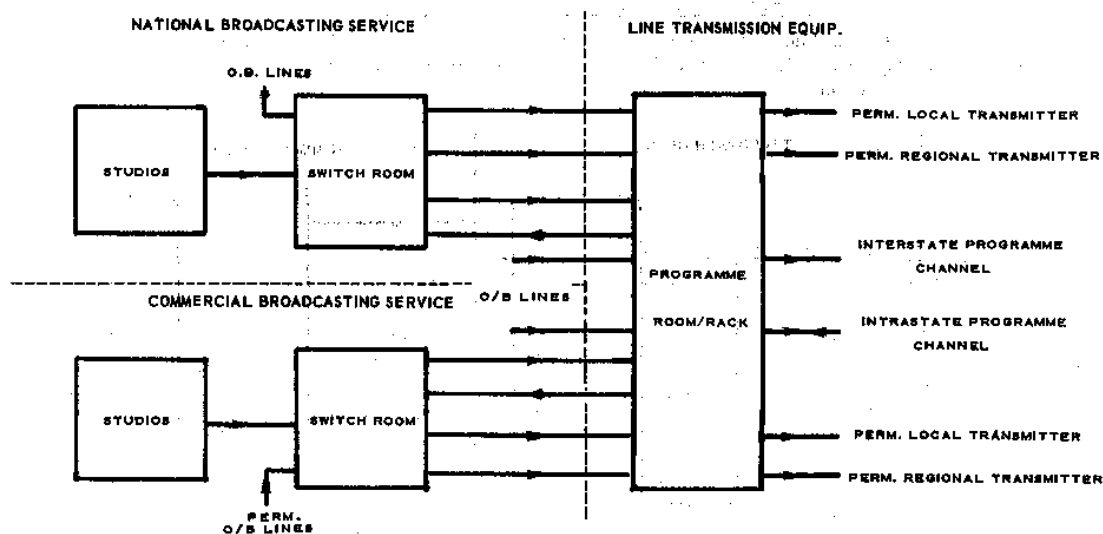 NATIONAL BROADCASTING SERVICE
LINE TRANSMISSION EQUIP.
O.B. LINES
STUDIOS
SWITCH ROOM
PERM. LOCAL TRANSMITTER
PERM. REGIONAL TRANSMITTER
INTERSTATE PROGRAMME
CHANNEL
PROGRAMME
ROOM/RACK
O/B LINES
COMMERCIAL BROADCASTING SERVICE
INTRASTATE PROGRAMME
CHANNEL
STUDIOS
SWITCH ROOM
PERM. LOCAL TRANSMITTER
PERM. REGIONAL TRANSMITTER
PERM.
O/B LINES